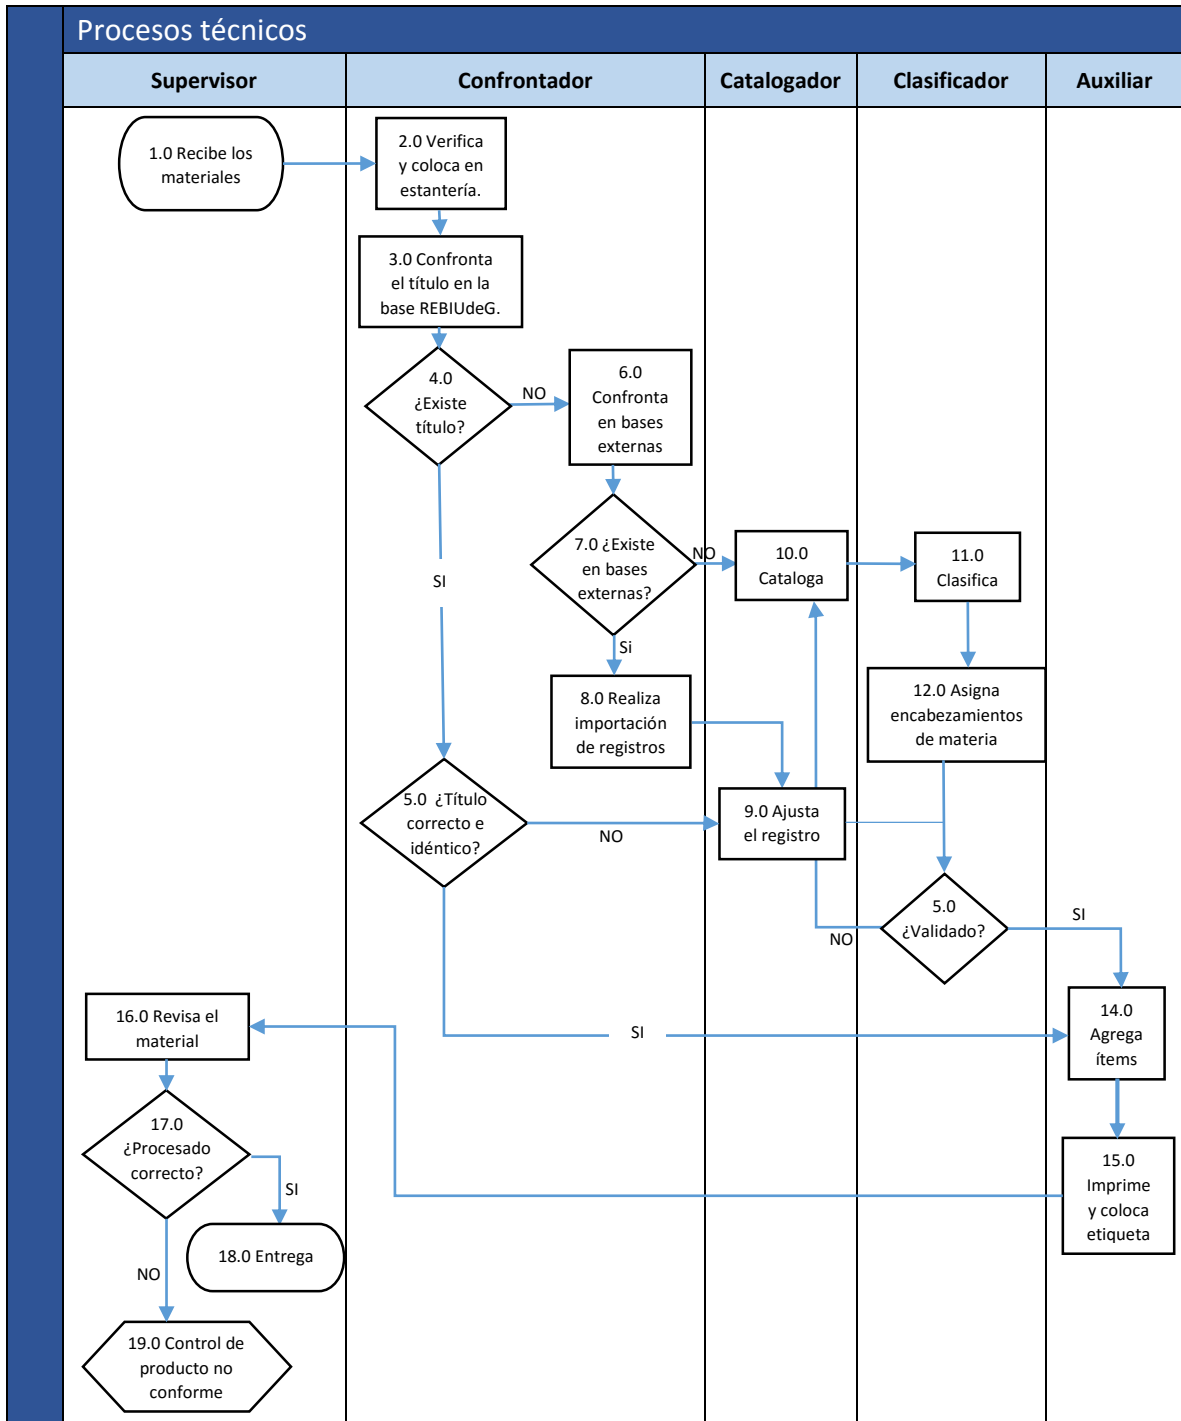 Procesos técnicos
Supervisor
Confrontador
Catalogador
Clasificador
Auxiliar
1.0 Recibe los
materiales
2.0 Verifica
y coloca en
estantería.
3.0 Confronta
el título en la
base REBIUdeG.
4.0
¿Existe
título?
NO
6.0
Confronta
en bases
externas
SI
7.0 ¿Existe
en bases
externas?
NO
10.0
Cataloga
11.0
Clasifica
Si
8.0 Realiza
importación
de registros
12.0 Asigna
encabezamientos
de materia
5.0 ¿Título
correcto e
idéntico?
NO
9.0 Ajusta
el registro
5.0
¿Validado?
NO
SI
SI
14.0
Agrega
ítems
16.0 Revisa el
material
17.0
¿Procesado
correcto?
SI
15.0
Imprime
y coloca
etiqueta
18.0 Entrega
NO
19.0 Control de
producto no
conforme